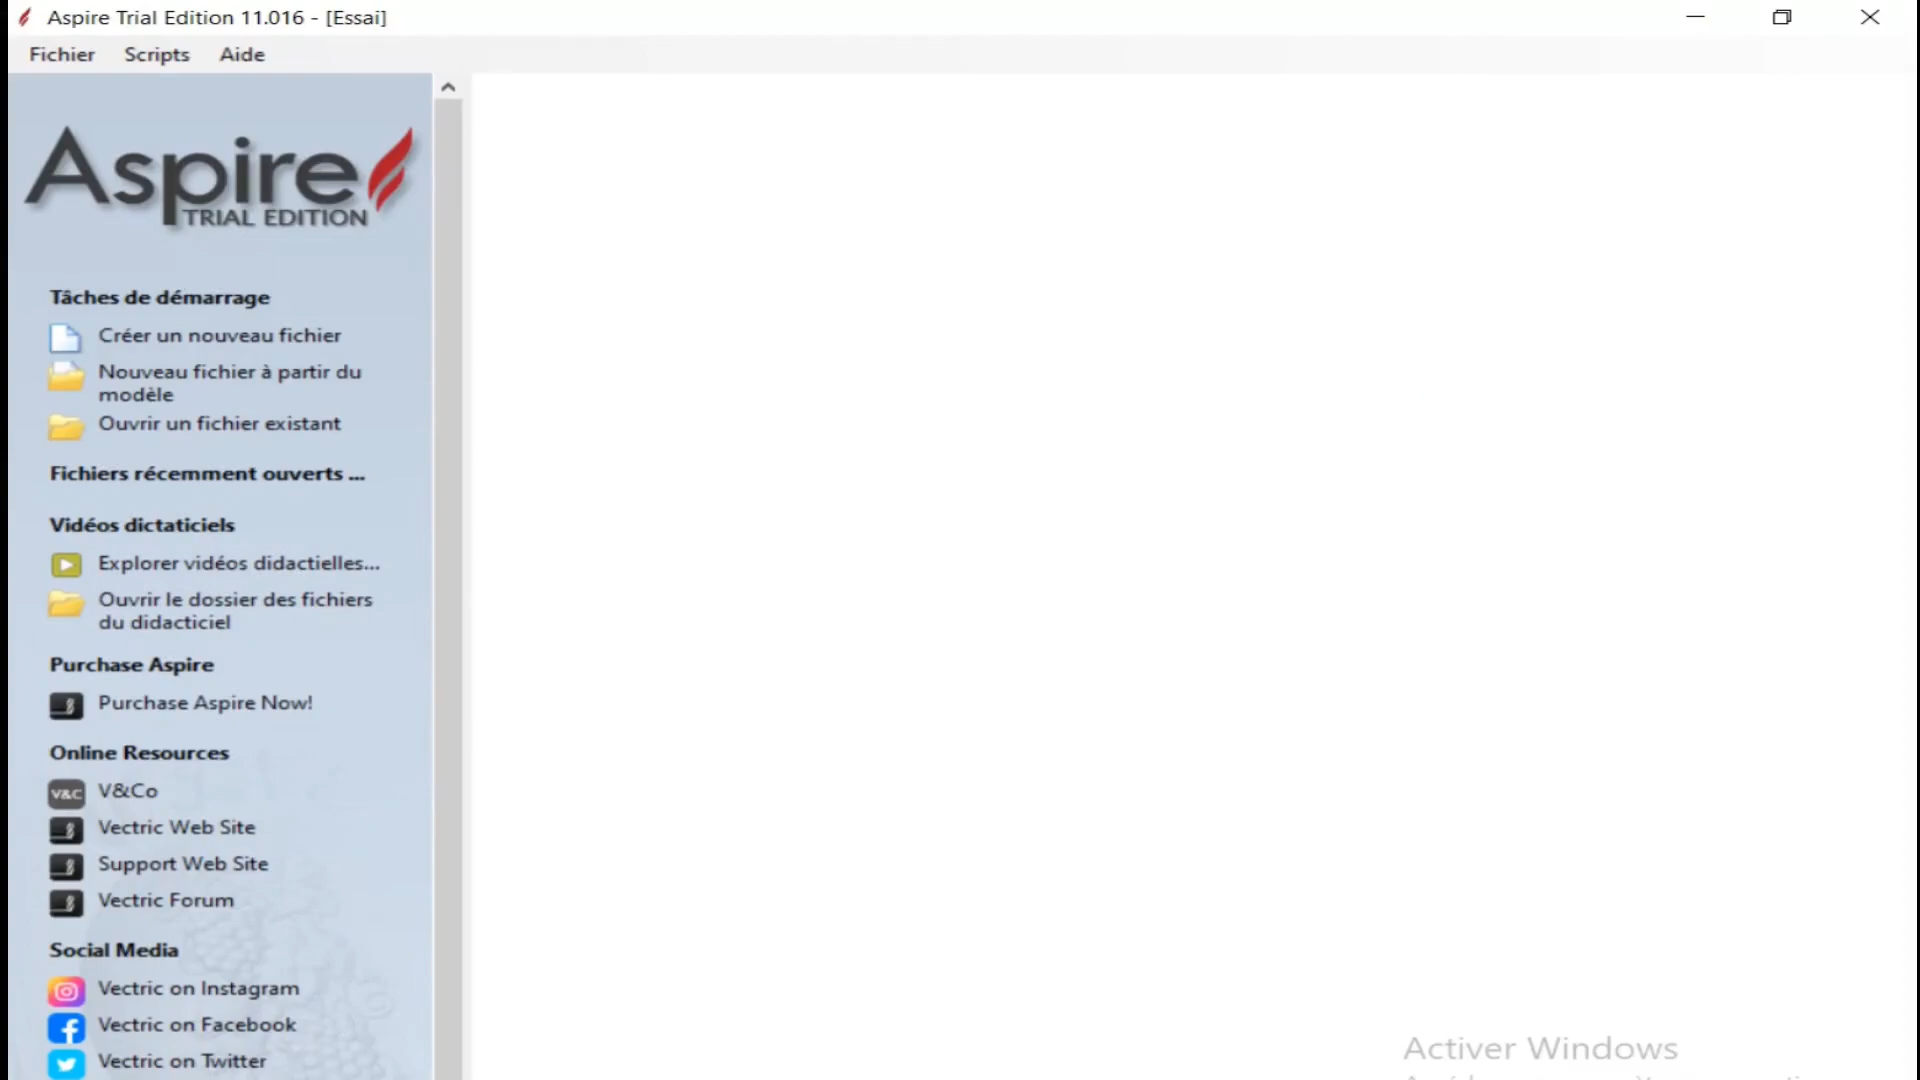 Aspire Trial Edition 11.016 - [Essai]
Fichier Scripts Aide
Aspire
TRIAL EDITION
Tâches de démarrage
Créer un nouveau fichier
Nouveau fichier à partir du
modèle
Ouvrir un fichier existant
Fichiers récemment ouverts ...
Vidéos dictaticiels
Explorer vidéos didactielles...
Ouvrir le dossier des fichiers
du didacticiel
Purchase Aspire
Purchase Aspire Now!
Online Resources
V&C V&Co
Vectric Web Site
Support Web Site
Vectric Forum
Social Media
Vectric on Instagram
Vectric on Facebook
Vectric on Twitter
Activer Windows